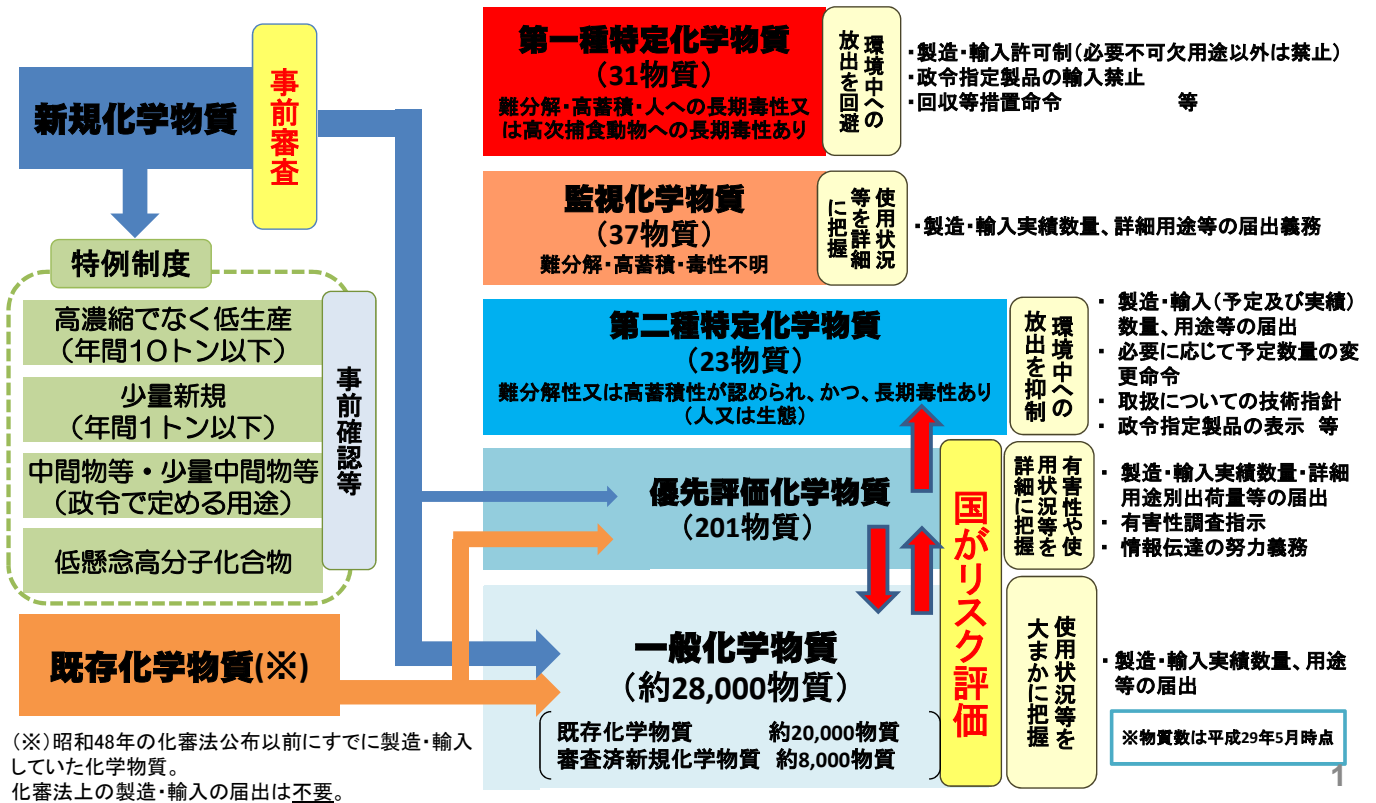 新規化学物質
事前審査
特例制度
高濃縮でなく低生産
（年間10トン以下）
少量新規
（年間1トン以下）
中間物等・少量中間物等
（政令で定める用途）
低懸念高分子化合物
事前確認等
既存化学物質(※)
（※）昭和48年の化審法公布以前にすでに製造・輸入
していた化学物質。
化審法上の製造・輸入の届出は不要。
第一種特定化学物質
（31物質）
難分解・高蓄積・人への長期毒性又
は高次捕食動物への長期毒性あり
環境中への
放出を回避
・製造・輸入許可制（必要不可欠用途以外は禁止）
・政令指定製品の輸入禁止
・回収等措置命令　　　　等
監視化学物質
（37物質）
難分解・高蓄積・毒性不明
使用状況
等を詳細
に把握
・製造・輸入実績数量、詳細用途等の届出義務
第二種特定化学物質
（23物質）
難分解性又は高蓄積性が認められ、かつ、長期毒性あり
（人又は生態）
環境中への
放出を抑制
・ 製造・輸入（予定及び実績）
数量、用途等の届出
・ 必要に応じて予定数量の変
更命令
・ 取扱についての技術指針
・ 政令指定製品の表示　等
優先評価化学物質
（201物質）
国がリスク評価
有害性や使
用状況等を
詳細に把握
・ 製造・輸入実績数量・詳細
用途別出荷量等の届出
・ 有害性調査指示
・ 情報伝達の努力義務
一般化学物質
（約28,000物質）
既存化学物質　　　約20,000物質
審査済新規化学物質　約8,000物質
使用状況等を
大まかに把握
・製造・輸入実績数量、用途
等の届出
※物質数は平成29年5月時点
1